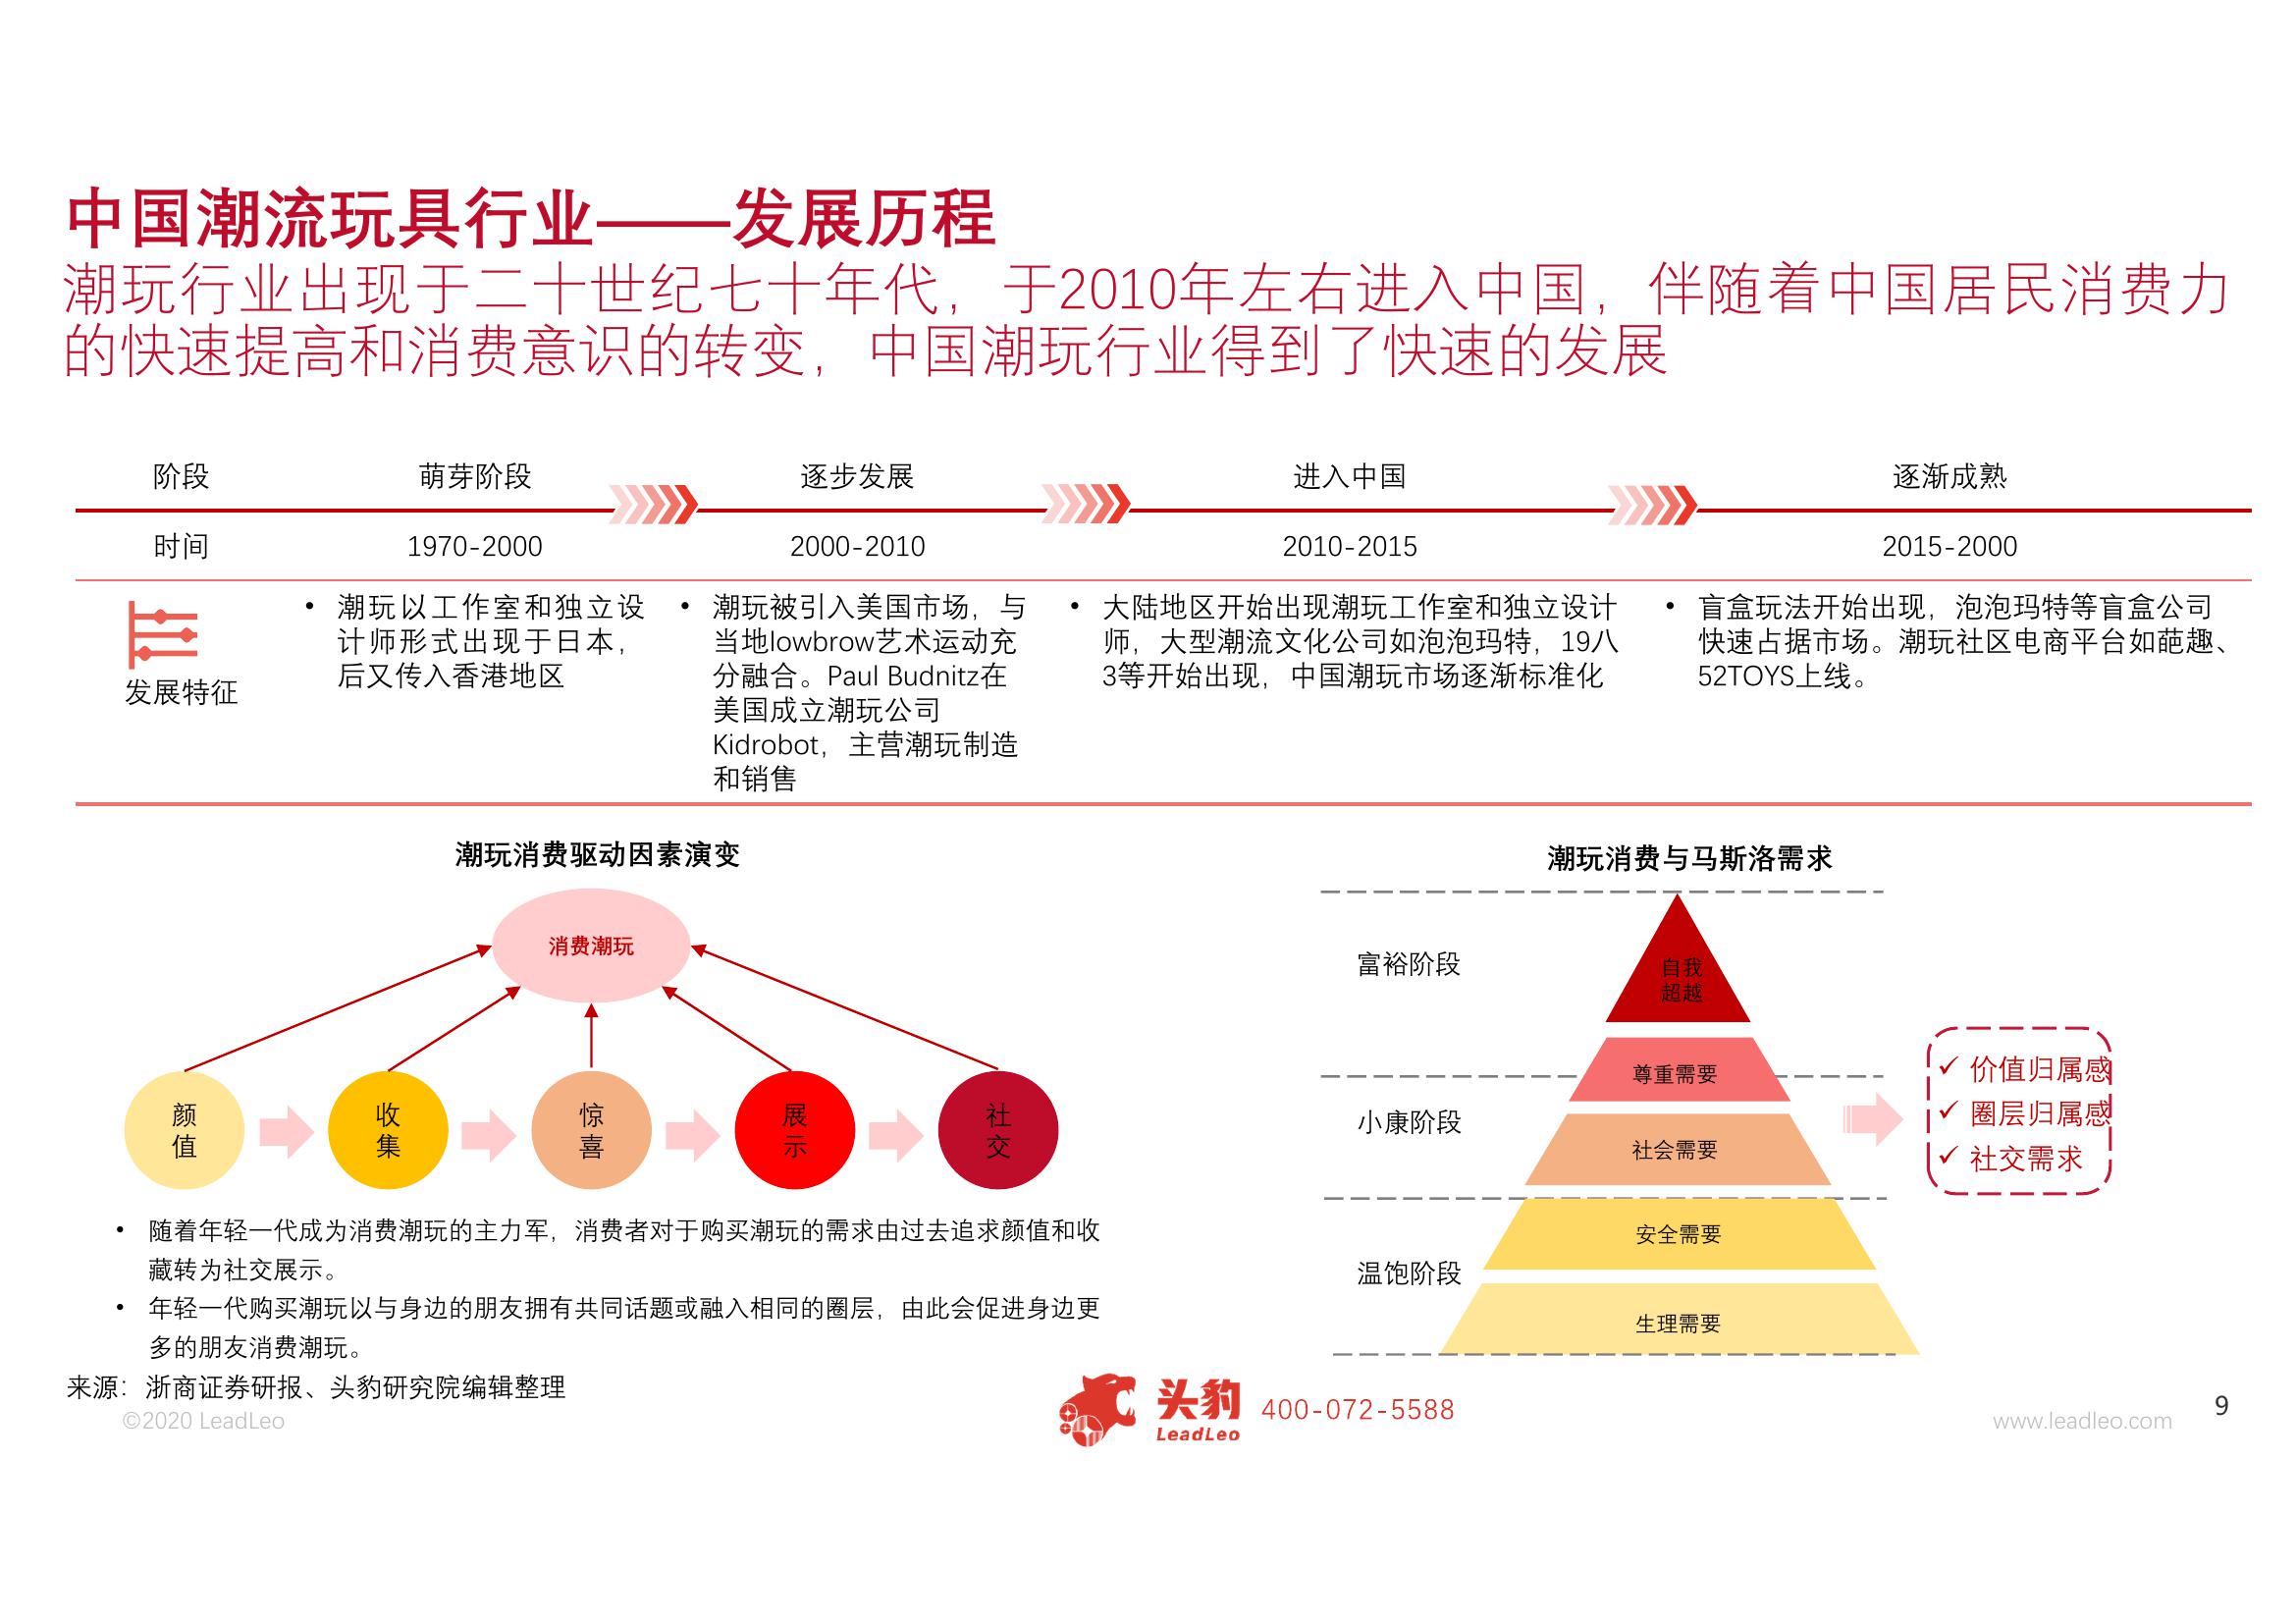 中国潮流玩具行业——发展历程
潮玩行业出现于二十世纪七十年代，于2010年左右进入中国，伴随着中国居民消费力
的快速提高和消费意识的转变，中国潮玩行业得到了快速的发展
阶段
萌芽阶段
逐步发展
进入中国
逐渐成熟
时间
1970-2000
2000-2010
2010-2015
2015-2000
发展特征
• 潮玩以工作室和独立设
计师形式出现于日本，
后又传入香港地区
• 潮玩被引入美国市场，与
当地lowbrow艺术运动充
分融合。Paul Budnitz在
美国成立潮玩公司
Kidrobot，主营潮玩制造
和销售
• 大陆地区开始出现潮玩工作室和独立设计
师，大型潮流文化公司如泡泡玛特，19八
3等开始出现，中国潮玩市场逐渐标准化
• 盲盒玩法开始出现，泡泡玛特等盲盒公司
快速占据市场。潮玩社区电商平台如葩趣、
52TOYS上线。
潮玩消费驱动因素演变
消费潮玩
颜
值
收
集
惊
喜
展
示
社
交
• 随着年轻一代成为消费潮玩的主力军，消费者对于购买潮玩的需求由过去追求颜值和收
藏转为社交展示。
• 年轻一代购买潮玩以与身边的朋友拥有共同话题或融入相同的圈层，由此会促进身边更
多的朋友消费潮玩。
潮玩消费与马斯洛需求
富裕阶段
小康阶段
温饱阶段
自我
超越
尊重需要
社会需要
安全需要
生理需要
✓ 价值归属感
✓ 圈层归属感
✓ 社交需求
来源：浙商证券研报、头豹研究院编辑整理
©2020 LeadLeo
头豹
LeadLeo
400-072-5588
www.leadleo.com
9